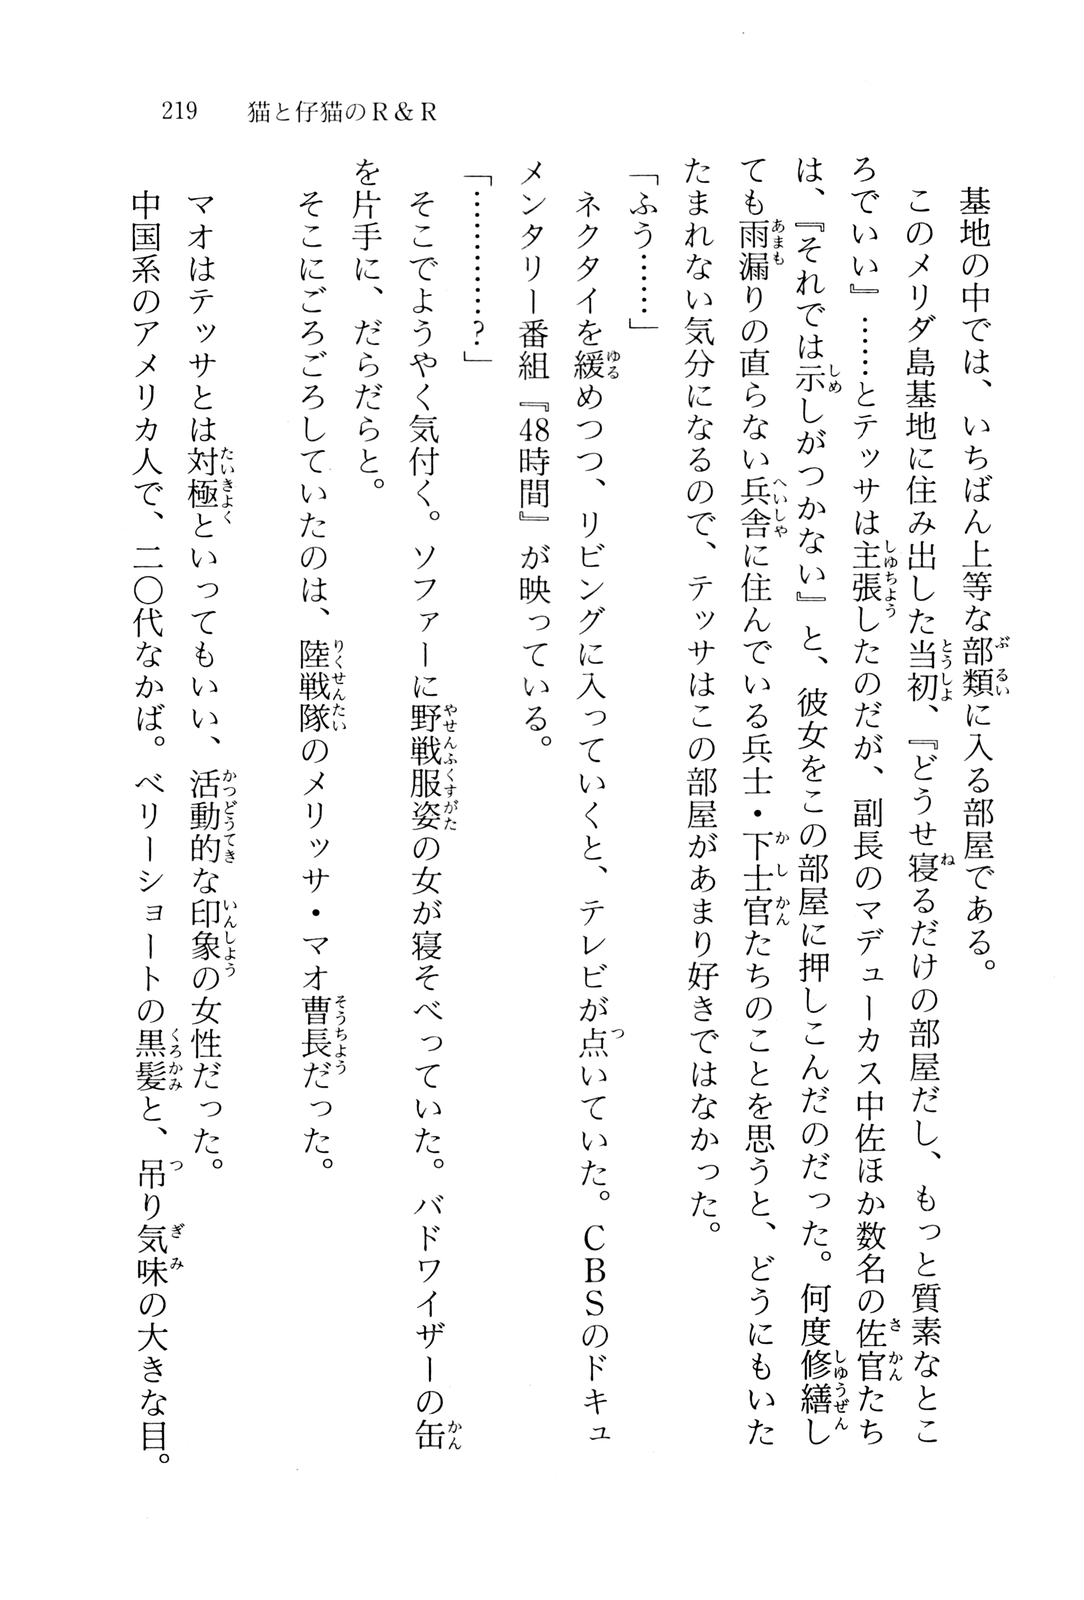 219　猫と仔猫のR＆R
基地の中では、いちばん上等な部類に入る部屋である。
このメリダ島基地に住み出した当初、『どうせ寝るだけの部屋だし、もっと質素なとこ
ろでいい』……とテッサは主張したのだが、副長のマデューカス中佐ほか数名の佐官たち
は、『それでは示しがつかない』と、彼女をこの部屋に押しこんだのだった。何度修繕し
ても雨漏りの直らない兵舎に住んでいる兵士・下士官たちのことを思うと、どうにもいた
たまれない気分になるので、テッサはこの部屋があまり好きではなかった。
「ふう……」
ネクタイを緩めつつ、リビングに入っていくと、テレビが点いていた。CBSのドキュ
メンタリー番組『48時間』が映っている。
「…………？」
そこでようやく気付く。ソファーに野戦服姿の女が寝そべっていた。バドワイザーの缶
を片手に、だらだらと。
そこにごろごろしていたのは、陸戦隊のメリッサ・マオ曹長だった。
マオはテッサとは対極といってもいい、活動的な印象の女性だった。
中国系のアメリカ人で、二〇代なかば。ベリーショートの黒髪と、吊り気味の大きな目。